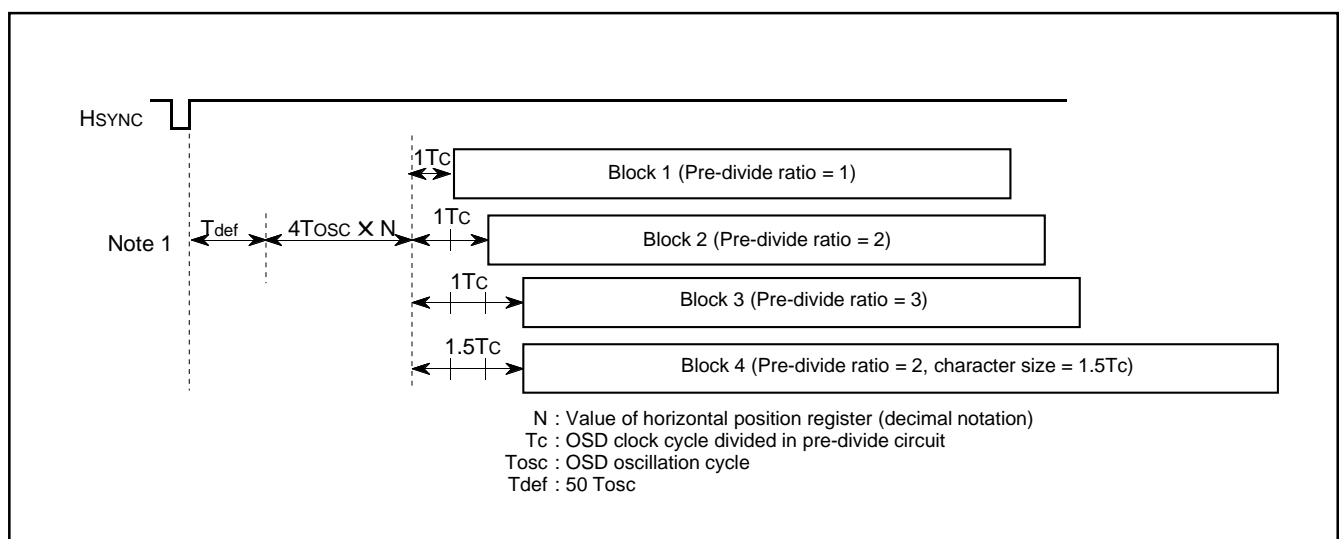 HSYNC
1TC
Block 1 (Pre-divide ratio = 1)
Note 1
Tdef
4TOSC X N
1TC
Block 2 (Pre-divide ratio = 2)
1TC
Block 3 (Pre-divide ratio = 3)
1.5TC
Block 4 (Pre-divide ratio = 2, character size = 1.5Tc)
N : Value of horizontal position register (decimal notation)
Tc : OSD clock cycle divided in pre-divide circuit
Tosc : OSD oscillation cycle
Tdef : 50 Tosc